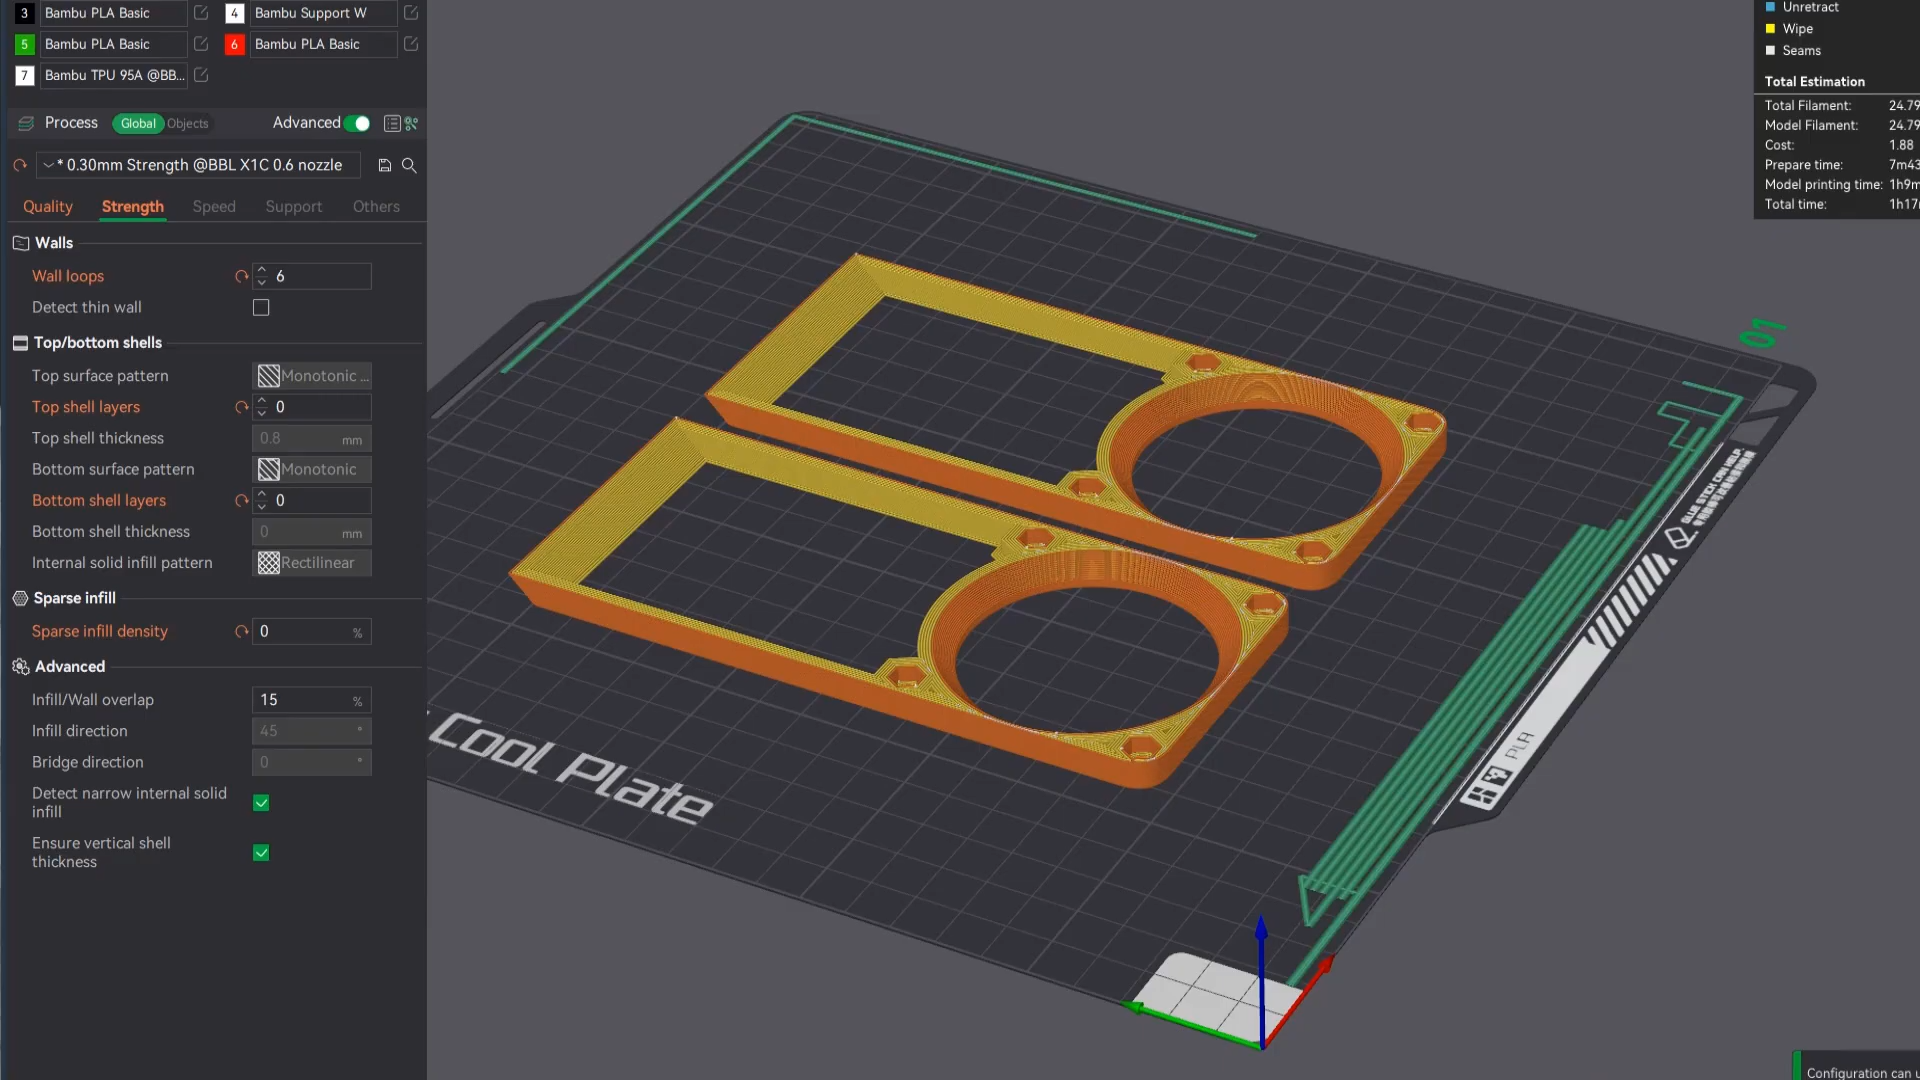 3 Bambu PLA Basic 4 Bambu Support W
5 Bambu PLA Basic 6 Bambu PLA Basic
7 Bambu TPU 95A @BB...
Process Global Objects Advanced
* 0.30mm Strength @BBL X1C 0.6 nozzle
Quality Strength Speed Support Others
Walls
Wall loops 6
Detect thin wall
Top/bottom shells
Top surface pattern Monotonic ...
Top shell layers 0
Top shell thickness 0.8 mm
Bottom surface pattern Monotonic
Bottom shell layers 0
Bottom shell thickness 0 mm
Internal solid infill pattern Rectilinear
Sparse infill
Sparse infill density 0 %
Advanced
Infill/Wall overlap 15 %
Infill direction 45 °
Bridge direction 0 °
Detect narrow internal solid
infill
Ensure vertical shell
thickness
Unretract
Wipe
Seams
Total Estimation
Total Filament: 24.79
Model Filament: 24.79
Cost: 1.88
Prepare time: 7m43
Model printing time: 1h9m
Total time: 1h17
01
GLUE STICK CAN HELP
PLA
Cool Plate
Configuration can u